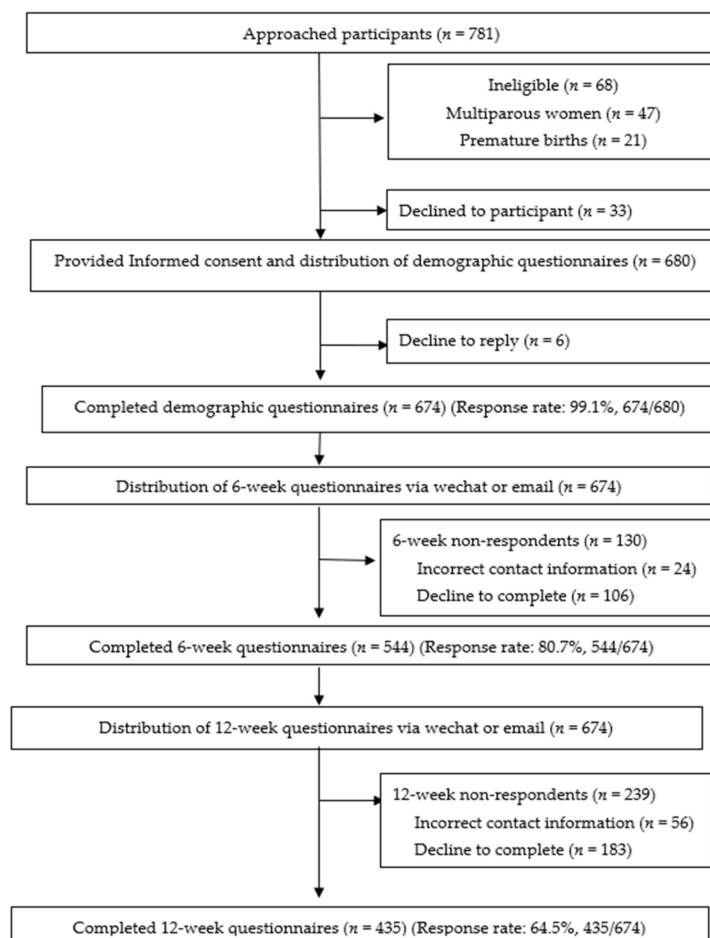 Approached participants (n = 781)
Ineligible (n = 68)
Multiparous women (n = 47)
Premature births (n = 21)
Declined to participant (n = 33)
Provided Informed consent and distribution of demographic questionnaires (n = 680)
Decline to reply (n = 6)
Completed demographic questionnaires (n = 674) (Response rate: 99.1%, 674/680)
Distribution of 6-week questionnaires via wechat or email (n = 674)
6-week non-respondents (n = 130)
Incorrect contact information (n = 24)
Decline to complete (n = 106)
Completed 6-week questionnaires (n = 544) (Response rate: 80.7%, 544/674)
Distribution of 12-week questionnaires via wechat or email (n = 674)
12-week non-respondents (n = 239)
Incorrect contact information (n = 56)
Decline to complete (n = 183)
Completed 12-week questionnaires (n = 435) (Response rate: 64.5%, 435/674)